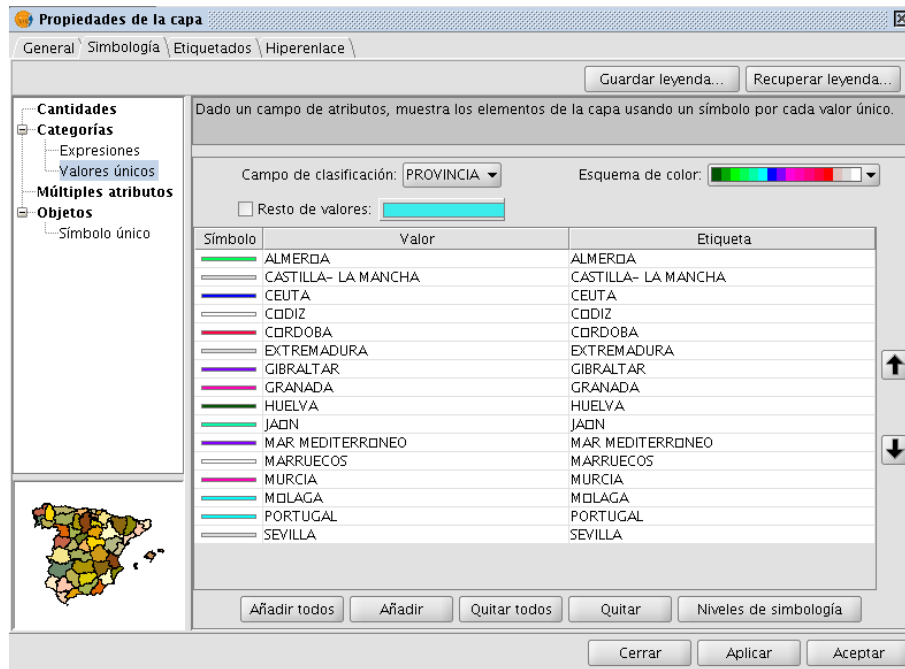 Propiedades de la capa
General Simbología Etiquetados Hiperenlace
Guardar leyenda... Recuperar leyenda...
Cantidades
Categorías
Expresiones
Valores únicos
Múltiples atributos
Objetos
Símbolo único
Dado un campo de atributos, muestra los elementos de la capa usando un símbolo por cada valor único.
Campo de clasificación: PROVINCIA Esquema de color:
Resto de valores:
Símbolo Valor Etiqueta
ALMER□A ALMER□A
CASTILLA- LA MANCHA CASTILLA- LA MANCHA
CEUTA CEUTA
C□DIZ C□DIZ
C□RDOBA C□RDOBA
EXTREMADURA EXTREMADURA
GIBRALTAR GIBRALTAR
GRANADA GRANADA
HUELVA HUELVA
JA□N JA□N
MAR MEDITERR□NEO MAR MEDITERR□NEO
MARRUECOS MARRUECOS
MURCIA MURCIA
M□LAGA M□LAGA
PORTUGAL PORTUGAL
SEVILLA SEVILLA
Añadir todos Añadir Quitar todos Quitar Niveles de simbología
Cerrar Aplicar Aceptar